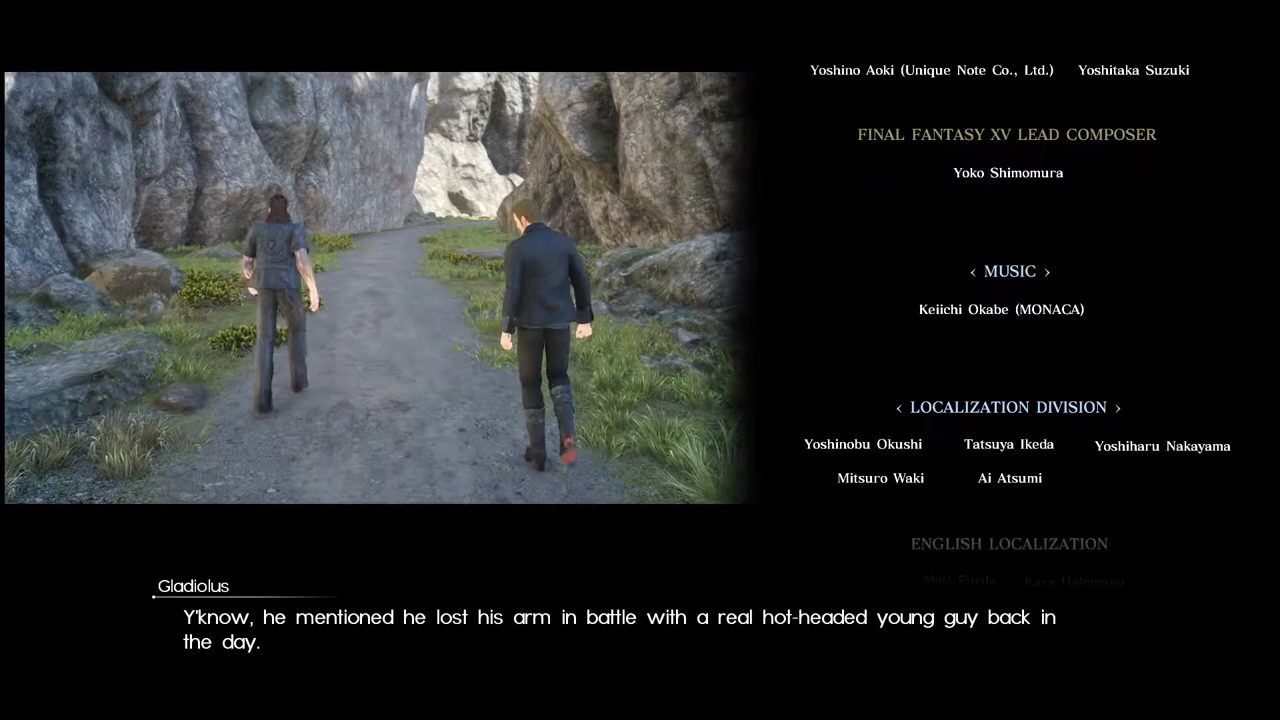 Yoshino Aoki (Unique Note Co., Ltd.) Yoshitaka Suzuki
FINAL FANTASY XV LEAD COMPOSER
Yoko Shimomura
‹ MUSIC ›
Keiichi Okabe (MONACA)
‹ LOCALIZATION DIVISION ›
Yoshinobu Okushi Tatsuya Ikeda Yoshiharu Nakayama
Mitsuro Waki Ai Atsumi
ENGLISH LOCALIZATION
Gladiolus
Y'know, he mentioned he lost his arm in battle with a real hot-headed young guy back in
the day.